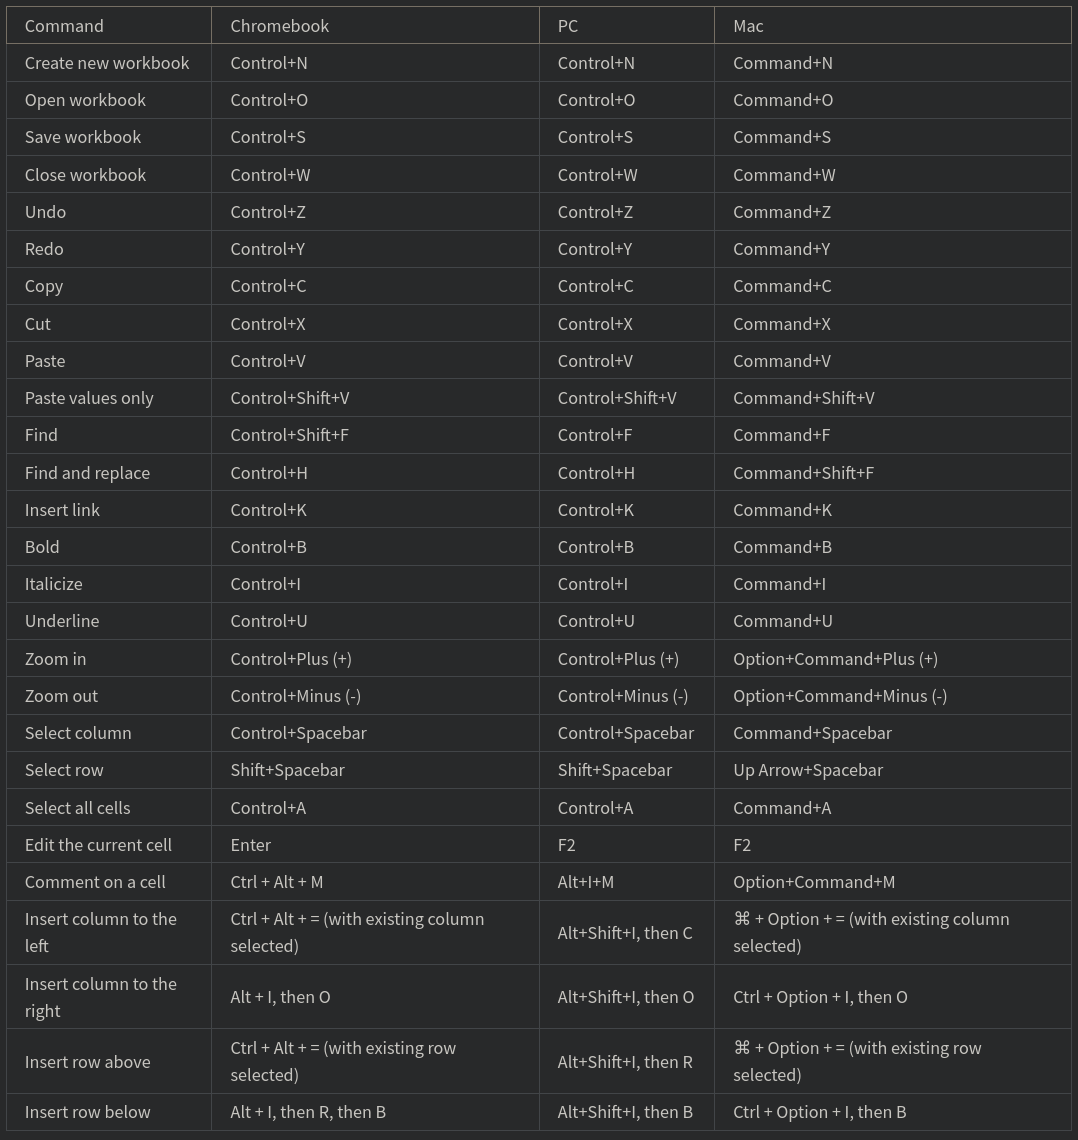 Command Chromebook PC Mac
Create new workbook Control+N Control+N Command+N
Open workbook Control+O Control+O Command+O
Save workbook Control+S Control+S Command+S
Close workbook Control+W Control+W Command+W
Undo Control+Z Control+Z Command+Z
Redo Control+Y Control+Y Command+Y
Copy Control+C Control+C Command+C
Cut Control+X Control+X Command+X
Paste Control+V Control+V Command+V
Paste values only Control+Shift+V Control+Shift+V Command+Shift+V
Find Control+Shift+F Control+F Command+F
Find and replace Control+H Control+H Command+Shift+F
Insert link Control+K Control+K Command+K
Bold Control+B Control+B Command+B
Italicize Control+I Control+I Command+I
Underline Control+U Control+U Command+U
Zoom in Control+Plus (+) Control+Plus (+) Option+Command+Plus (+)
Zoom out Control+Minus (-) Control+Minus (-) Option+Command+Minus (-)
Select column Control+Spacebar Control+Spacebar Command+Spacebar
Select row Shift+Spacebar Shift+Spacebar Up Arrow+Spacebar
Select all cells Control+A Control+A Command+A
Edit the current cell Enter F2 F2
Comment on a cell Ctrl + Alt + M Alt+I+M Option+Command+M
Insert column to the
left
Ctrl + Alt + = (with existing column
selected)
Alt+Shift+I, then C
⌘ + Option + = (with existing column
selected)
Insert column to the
right
Alt + I, then O
Alt+Shift+I, then O
Ctrl + Option + I, then O
Insert row above
Ctrl + Alt + = (with existing row
selected)
Alt+Shift+I, then R
⌘ + Option + = (with existing row
selected)
Insert row below Alt + I, then R, then B Alt+Shift+I, then B Ctrl + Option + I, then B